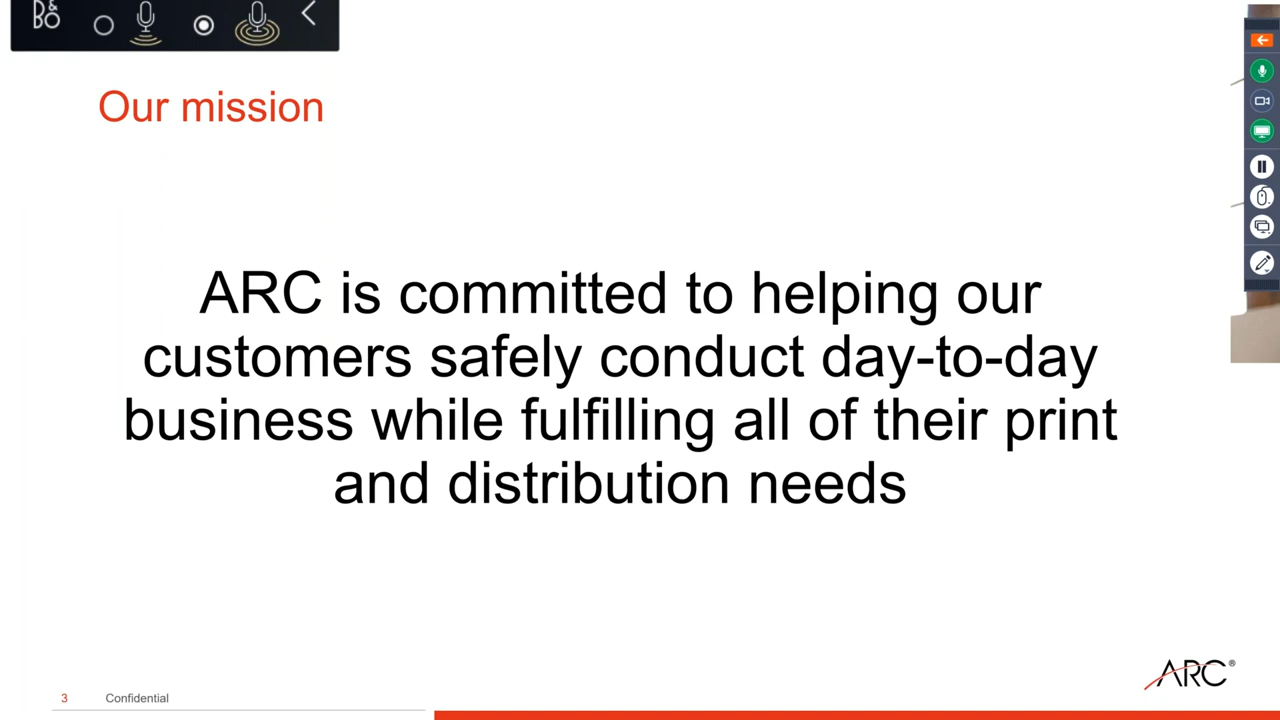 B&O
Our mission
ARC is committed to helping our
customers safely conduct day-to-day
business while fulfilling all of their print
and distribution needs
ARC®
3 Confidential